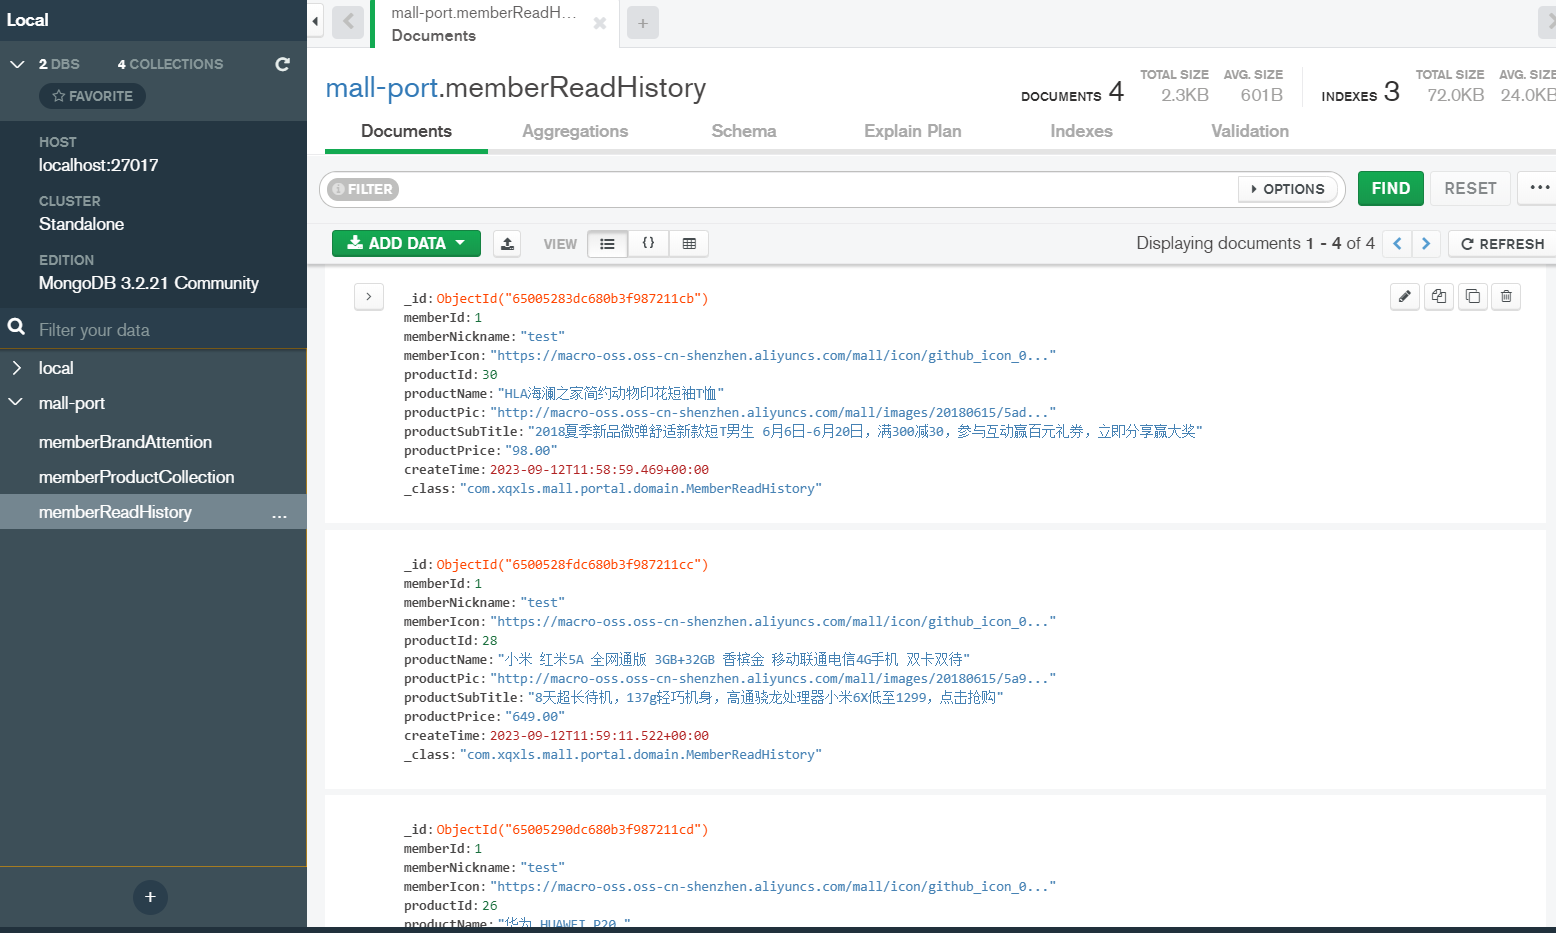 Local
2 DBS 4 COLLECTIONS
FAVORITE
HOST
localhost:27017
CLUSTER
Standalone
EDITION
MongoDB 3.2.21 Community
Filter your data
local
mall-port
memberBrandAttention
memberProductCollection
memberReadHistory ...
mall-port.memberReadH...
Documents
mall-port.memberReadHistory
DOCUMENTS 4 TOTAL SIZE 2.3KB AVG. SIZE 601B INDEXES 3 TOTAL SIZE 72.0KB AVG. SIZE 24.0KB
Documents Aggregations Schema Explain Plan Indexes Validation
FILTER OPTIONS FIND RESET ...
ADD DATA VIEW {} Displaying documents 1 - 4 of 4 REFRESH
_id: ObjectId("65005283dc680b3f987211cb")
memberId: 1
memberNickname: "test"
memberIcon: "https://macro-oss.oss-cn-shenzhen.aliyuncs.com/mall/icon/github_icon_0..."
productId: 30
productName: "HLA海澜之家简约动物印花短袖T恤"
productPic: "http://macro-oss.oss-cn-shenzhen.aliyuncs.com/mall/images/20180615/5ad..."
productSubTitle: "2018夏季新品微弹舒适新款短T男生 6月6日-6月20日，满300减30，参与互动赢百元礼券，立即分享赢大奖"
productPrice: "98.00"
createTime: 2023-09-12T11:58:59.469+00:00
_class: "com.xqxls.mall.portal.domain.MemberReadHistory"
_id: ObjectId("6500528fdc680b3f987211cc")
memberId: 1
memberNickname: "test"
memberIcon: "https://macro-oss.oss-cn-shenzhen.aliyuncs.com/mall/icon/github_icon_0..."
productId: 28
productName: "小米 红米5A 全网通版 3GB+32GB 香槟金 移动联通电信4G手机 双卡双待"
productPic: "http://macro-oss.oss-cn-shenzhen.aliyuncs.com/mall/images/20180615/5a9..."
productSubTitle: "8天超长待机，137g轻巧机身，高通骁龙处理器小米6X低至1299，点击抢购"
productPrice: "649.00"
createTime: 2023-09-12T11:59:11.522+00:00
_class: "com.xqxls.mall.portal.domain.MemberReadHistory"
_id: ObjectId("65005290dc680b3f987211cd")
memberId: 1
memberNickname: "test"
memberIcon: "https://macro-oss.oss-cn-shenzhen.aliyuncs.com/mall/icon/github_icon_0..."
productId: 26
productName: "华为 HUAWEI P20 "